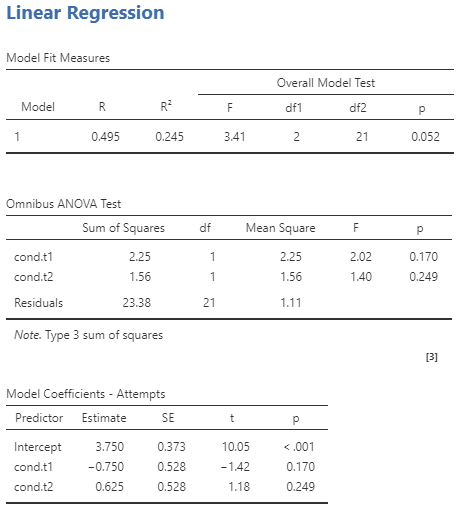 Linear Regression
Model Fit Measures
Overall Model Test
Model R R² F df1 df2 p
1 0.495 0.245 3.41 2 21 0.052
Omnibus ANOVA Test
Sum of Squares df Mean Square F p
cond.t1 2.25 1 2.25 2.02 0.170
cond.t2 1.56 1 1.56 1.40 0.249
Residuals 23.38 21 1.11
Note. Type 3 sum of squares
[3]
Model Coefficients - Attempts
Predictor Estimate SE t p
Intercept 3.750 0.373 10.05 < .001
cond.t1 −0.750 0.528 −1.42 0.170
cond.t2 0.625 0.528 1.18 0.249